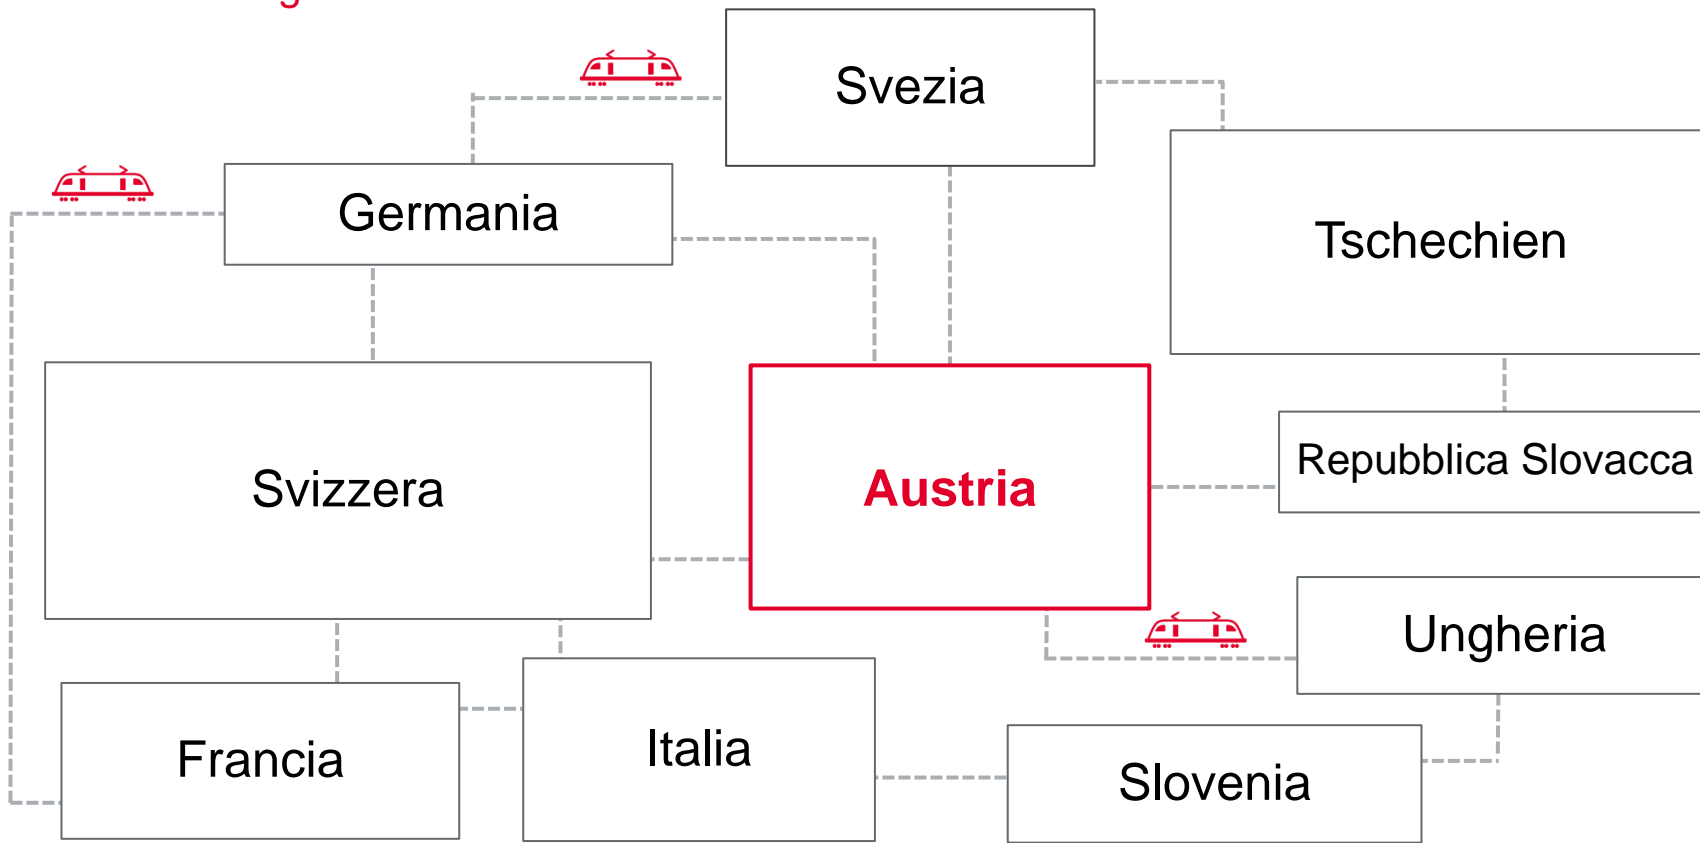 Svezia
Germania
Tschechien
Svizzera
Austria
Repubblica Slovacca
Ungheria
Francia
Italia
Slovenia